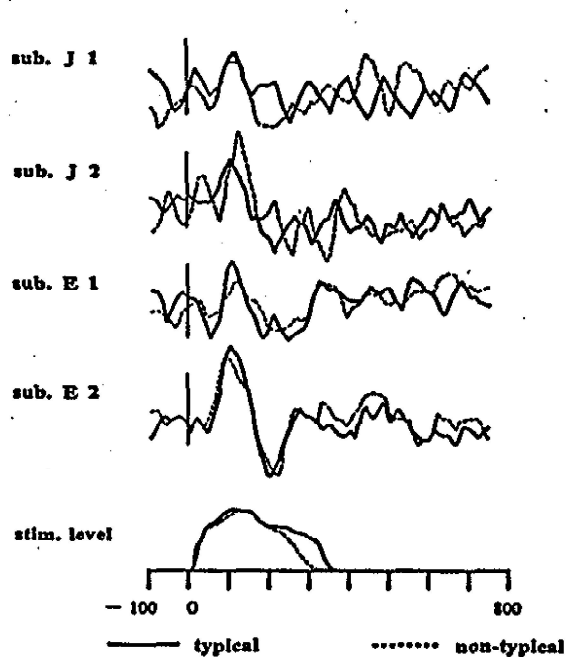 sub. J 1
sub. J 2
sub. E 1
sub. E 2
stim. level
− 100 0 800
typical non-typical